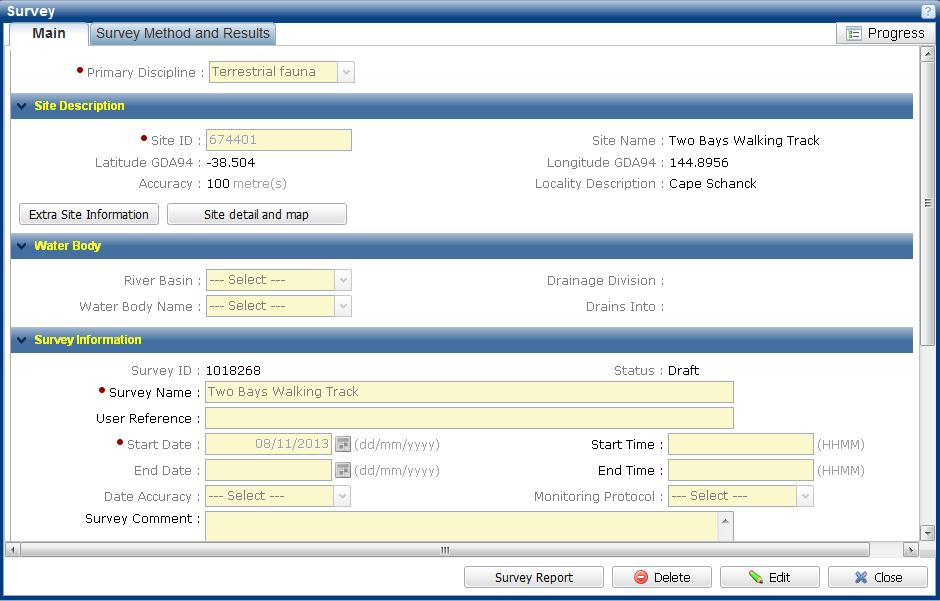 Survey ?
Main Survey Method and Results Progress
• Primary Discipline : Terrestrial fauna
Site Description
• Site ID : 674401 Site Name : Two Bays Walking Track
Latitude GDA94 : -38.504 Longitude GDA94 : 144.8956
Accuracy : 100 metre(s) Locality Description : Cape Schanck
Extra Site Information Site detail and map
Water Body
River Basin : --- Select --- Drainage Division :
Water Body Name : --- Select --- Drains Into :
Survey Information
Survey ID : 1018268 Status : Draft
• Survey Name : Two Bays Walking Track
User Reference :
• Start Date : 08/11/2013 (dd/mm/yyyy) Start Time : (HHMM)
End Date : (dd/mm/yyyy) End Time : (HHMM)
Date Accuracy : --- Select --- Monitoring Protocol : --- Select ---
Survey Comment :
Survey Report Delete Edit Close